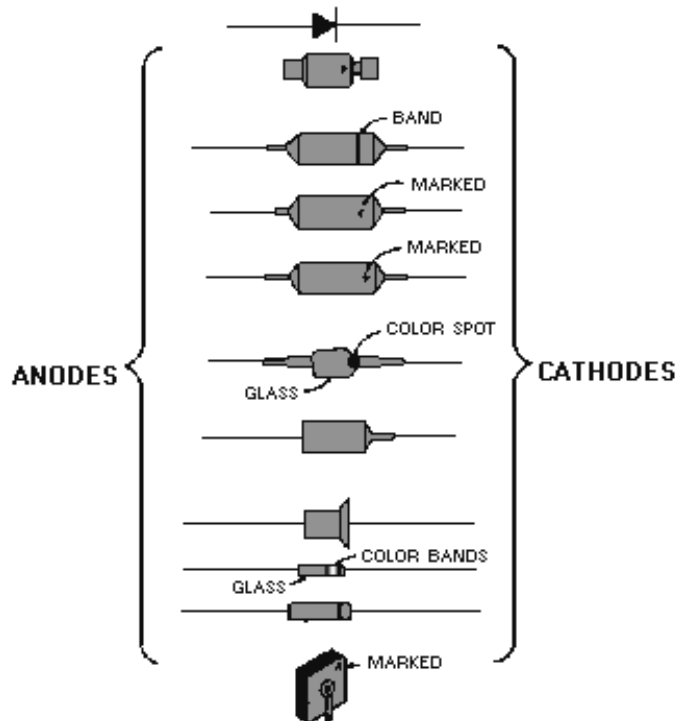 BAND
MARKED
MARKED
COLOR SPOT
ANODES
CATHODES
GLASS
COLOR BANDS
GLASS
MARKED